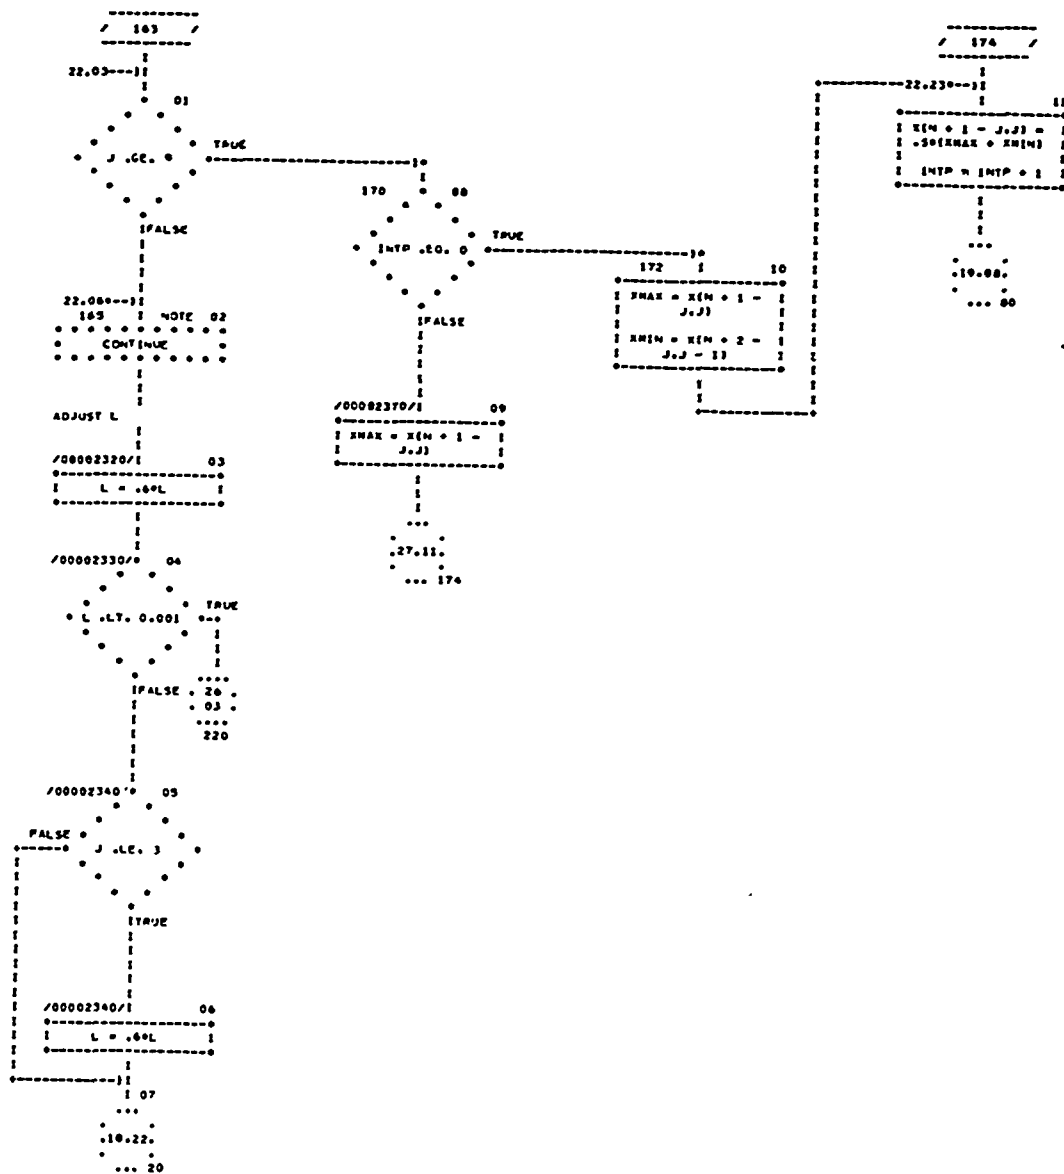 / 163 /
22.03
01
TRUE
FALSE
170
08
INTP .EQ. 0
TRUE
FALSE
22.06
165 NOTE 02
CONTINUE
ADJUST L
/00002320/
03
L = .6*L
/00002330/
04
L .LT. 0.001
TRUE
FALSE
26
03
220
/00002340/
05
FALSE
J .LE. 3
TRUE
/00002340/
06
L = .6*L
07
.18.22.
20
/00002370/
09
XMAX = X(N + 1 -
J,J)
.27.11.
174
172
10
XMAX = X(N + 1 -
J,J)
XMIN = X(N + 2 -
J,J - 1)
/ 174 /
22.23
11
X(N + 1 - J,J) =
.5*(XMAX + XMIN)
INTP = INTP + 1
.19.08.
80